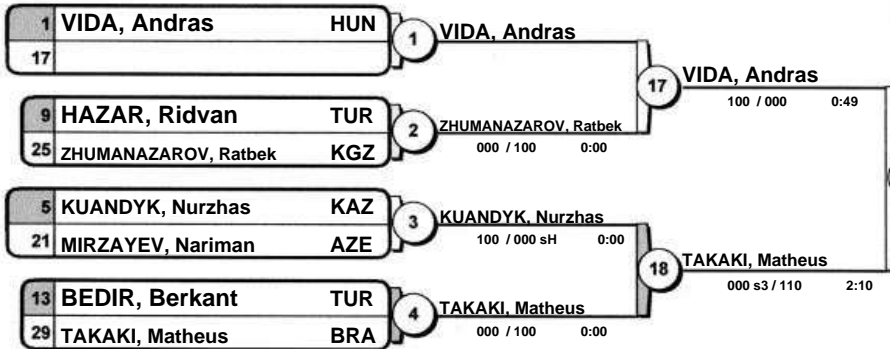 1 VIDA, Andras HUN
17
1
VIDA, Andras
9 HAZAR, Ridvan TUR
25 ZHUMANAZAROV, Ratbek KGZ
2
ZHUMANAZAROV, Ratbek
000 / 100 0:00
17
VIDA, Andras
100 / 000 0:49
5 KUANDYK, Nurzhas KAZ
21 MIRZAYEV, Nariman AZE
3
KUANDYK, Nurzhas
100 / 000 sH 0:00
13 BEDIR, Berkant TUR
29 TAKAKI, Matheus BRA
4
TAKAKI, Matheus
000 / 100 0:00
18
TAKAKI, Matheus
000 s3 / 110 2:10